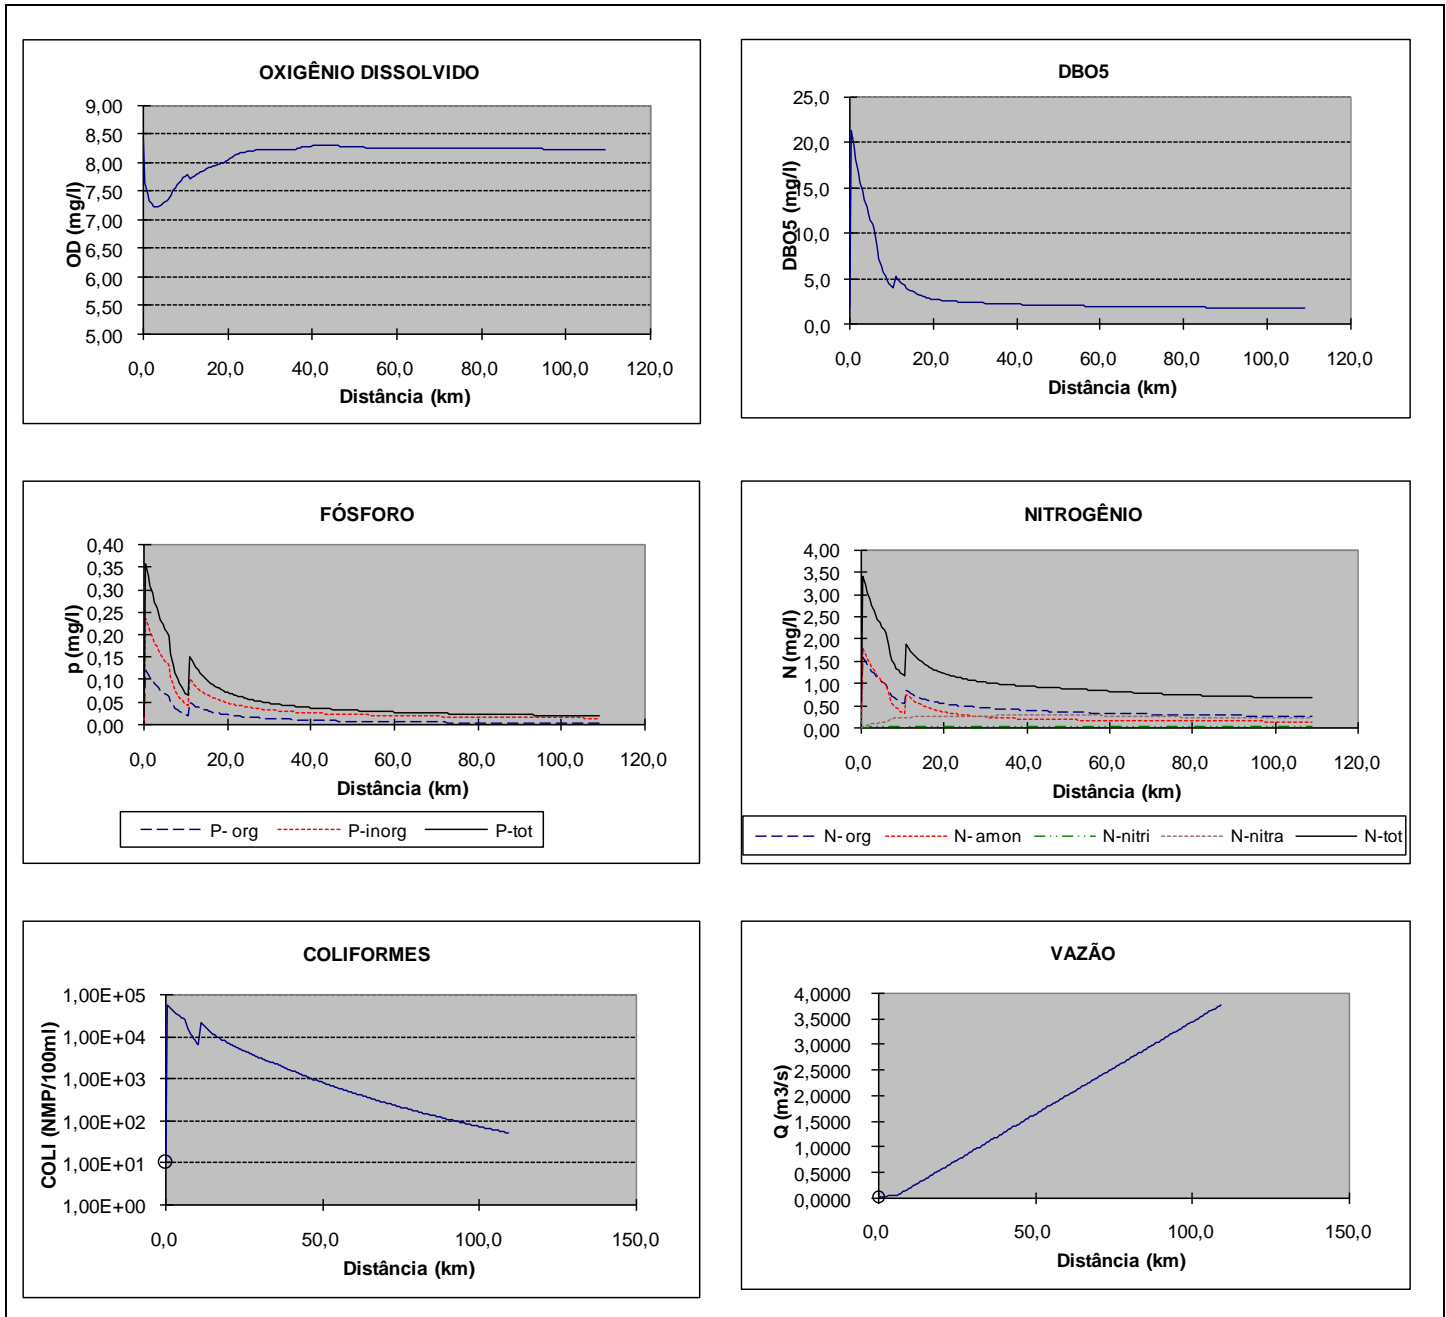 OXIGÊNIO DISSOLVIDO
OD (mg/l)
9,00
8,50
8,00
7,50
7,00
6,50
6,00
5,50
5,00
0,0 20,0 40,0 60,0 80,0 100,0 120,0
Distância (km)
DBO5
DBO5 (mg/l)
25,0
20,0
15,0
10,0
5,0
0,0
0,0 20,0 40,0 60,0 80,0 100,0 120,0
Distância (km)
FÓSFORO
p (mg/l)
0,40
0,35
0,30
0,25
0,20
0,15
0,10
0,05
0,00
0,0 20,0 40,0 60,0 80,0 100,0 120,0
Distância (km)
P- org P-inorg P-tot
NITROGÊNIO
N (mg/l)
4,00
3,50
3,00
2,50
2,00
1,50
1,00
0,50
0,00
0,0 20,0 40,0 60,0 80,0 100,0 120,0
Distância (km)
N- org N- amon N-nitri N-nitra N-tot
COLIFORMES
COLI (NMP/100ml)
1,00E+05
1,00E+04
1,00E+03
1,00E+02
1,00E+01
1,00E+00
0,0 50,0 100,0 150,0
Distância (km)
VAZÃO
Q (m3/s)
4,0000
3,5000
3,0000
2,5000
2,0000
1,5000
1,0000
0,5000
0,0000
0,0 50,0 100,0 150,0
Distância (km)